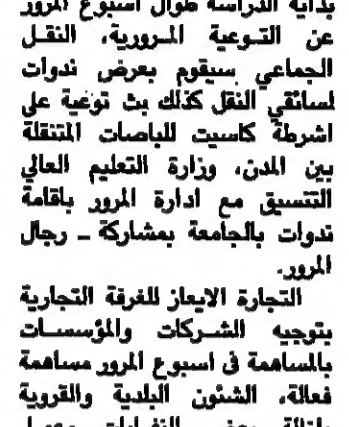 بداية الدراسة طوال اسبوع المرور
عن التوعية المرورية، النقل
الجماعي سيقوم بعرض ندوات
لسائقي النقل كذلك بث توعية على
اشرطة كاسيت للباصات المتنقلة
بين المدن، وزارة التعليم العالي
التنسيق مع ادارة المرور باقامة
ندوات بالجامعة بمشاركة ـ رجال
المرور.
التجارة الايعاز للغرفة التجارية
بتوجيه الشركات والمؤسسات
بالمساهمة في اسبوع المرور مساهمة
فعالة، الشئون البلدية والقروية